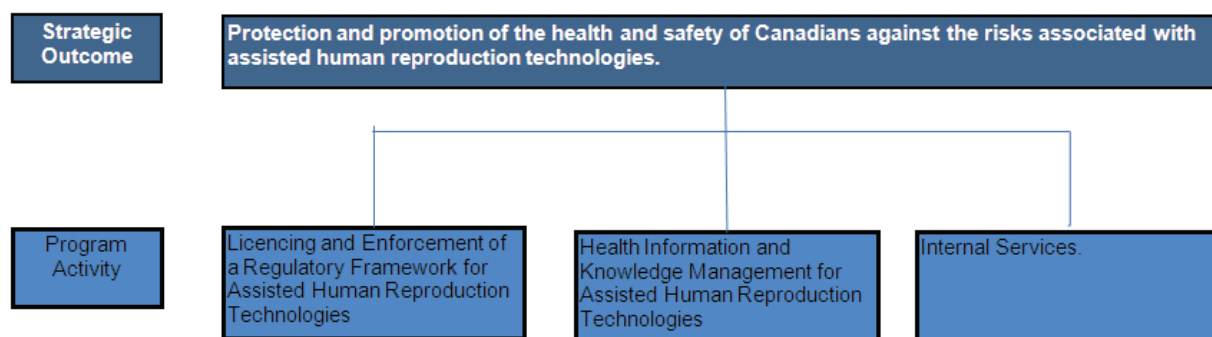 Strategic
Outcome
Protection and promotion of the health and safety of Canadians against the risks associated with
assisted human reproduction technologies.
Program
Activity
Licencing and Enforcement of
a Regulatory Framework for
Assisted Human Reproduction
Technologies
Health Information and
Knowledge Management for
Assisted Human Reproduction
Technologies
Internal Services.